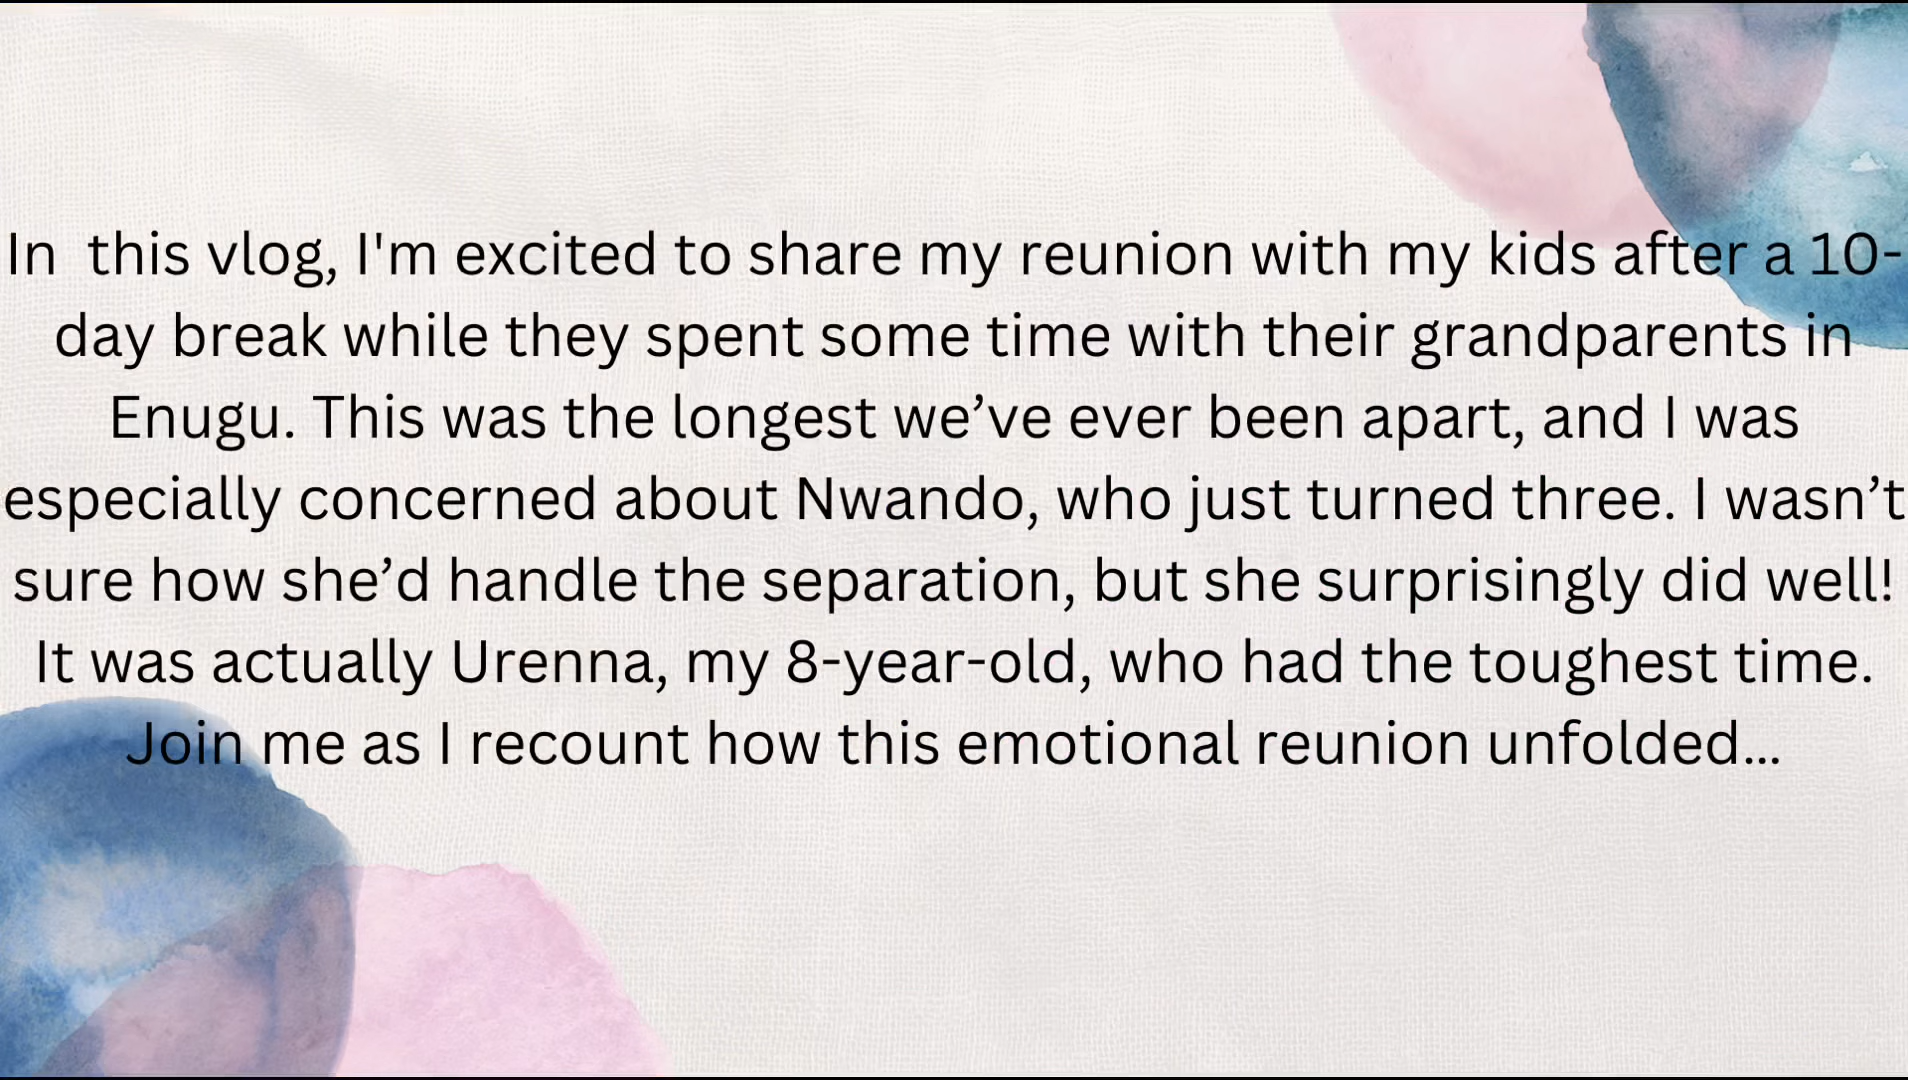 In  this vlog, I'm excited to share my reunion with my kids after a 10-
day break while they spent some time with their grandparents in
Enugu. This was the longest we’ve ever been apart, and I was
especially concerned about Nwando, who just turned three. I wasn’t
sure how she’d handle the separation, but she surprisingly did well!
It was actually Urenna, my 8-year-old, who had the toughest time.
Join me as I recount how this emotional reunion unfolded...